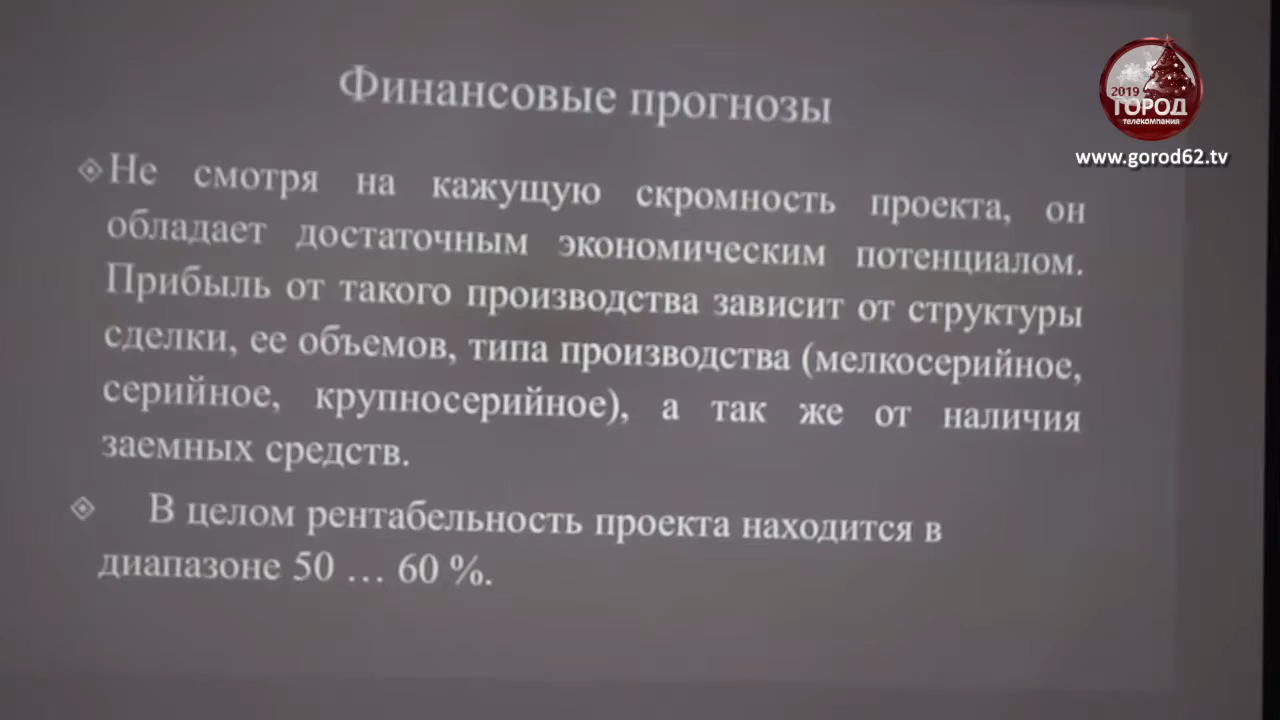 Финансовые прогнозы
Не смотря на кажущую скромность проекта, он
обладает достаточным экономическим потенциалом.
Прибыль от такого производства зависит от структуры
сделки, ее объемов, типа производства (мелкосерийное,
серийное, крупносерийное), а так же от наличия
заемных средств.
В целом рентабельность проекта находится в
диапазоне 50 … 60 %.
2019
ГОРОД
телекомпания
www.gorod62.tv